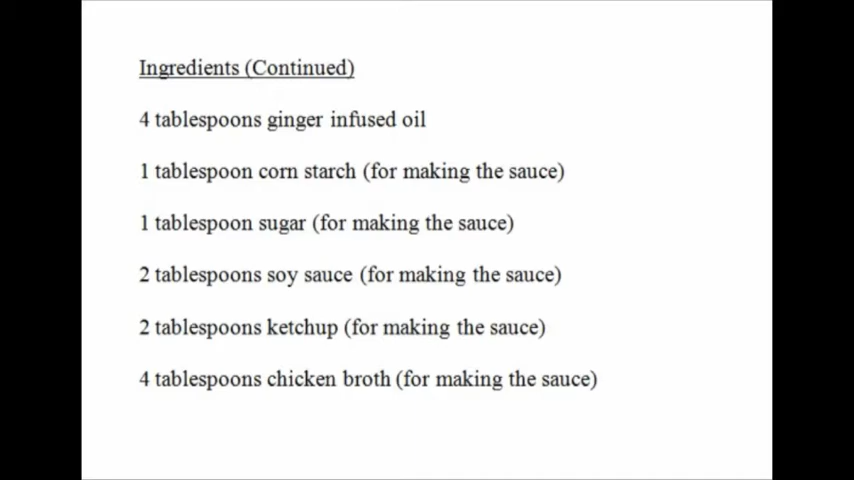 Ingredients (Continued)
4 tablespoons ginger infused oil
1 tablespoon corn starch (for making the sauce)
1 tablespoon sugar (for making the sauce)
2 tablespoons soy sauce (for making the sauce)
2 tablespoons ketchup (for making the sauce)
4 tablespoons chicken broth (for making the sauce)